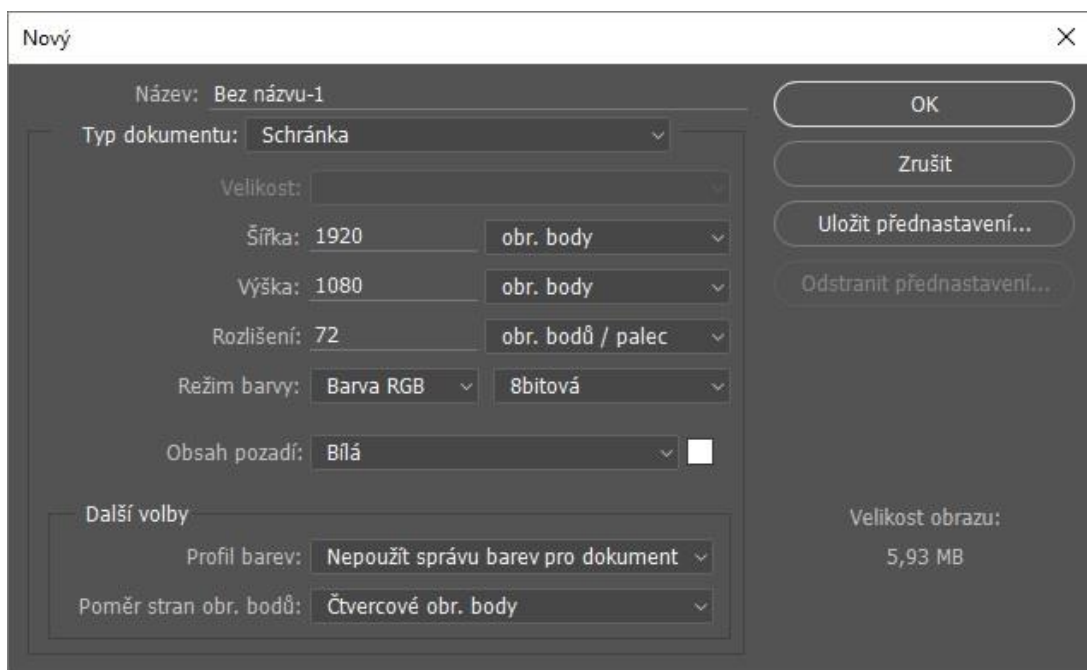 Nový
Název: Bez názvu-1
Typ dokumentu: Schránka
Velikost:
Šířka: 1920 obr. body
Výška: 1080 obr. body
Rozlišení: 72 obr. bodů / palec
Režim barvy: Barva RGB 8bitová
Obsah pozadí: Bílá
Další volby
Profil barev: Nepoužít správu barev pro dokument
Poměr stran obr. bodů: Čtvercové obr. body
OK
Zrušit
Uložit přednastavení...
Odstranit přednastavení...
Velikost obrazu:
5,93 MB